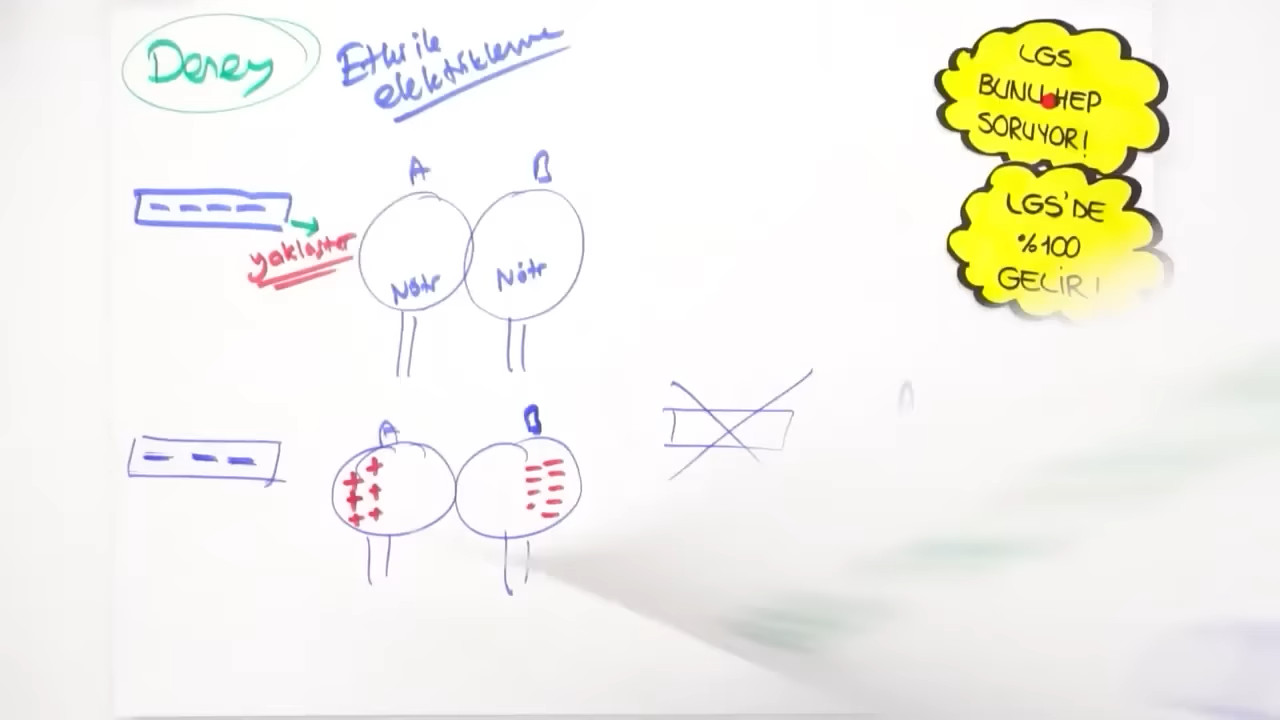 Deney
Etki ile
elektriklenme
LGS
BUNU HEP
SORUYOR!
LGS'DE
%100
GELİR!
A
B
- - - -
yaklaştır
Nötr
Nötr
A
B
- - -
+ +
+ +
+ +